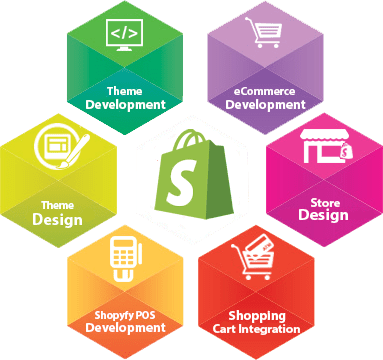 </>
Theme
Development
eCommerce
Development
Theme
Design
S
Store
Design
Shopyfy POS
Development
Shopping
Cart Integration